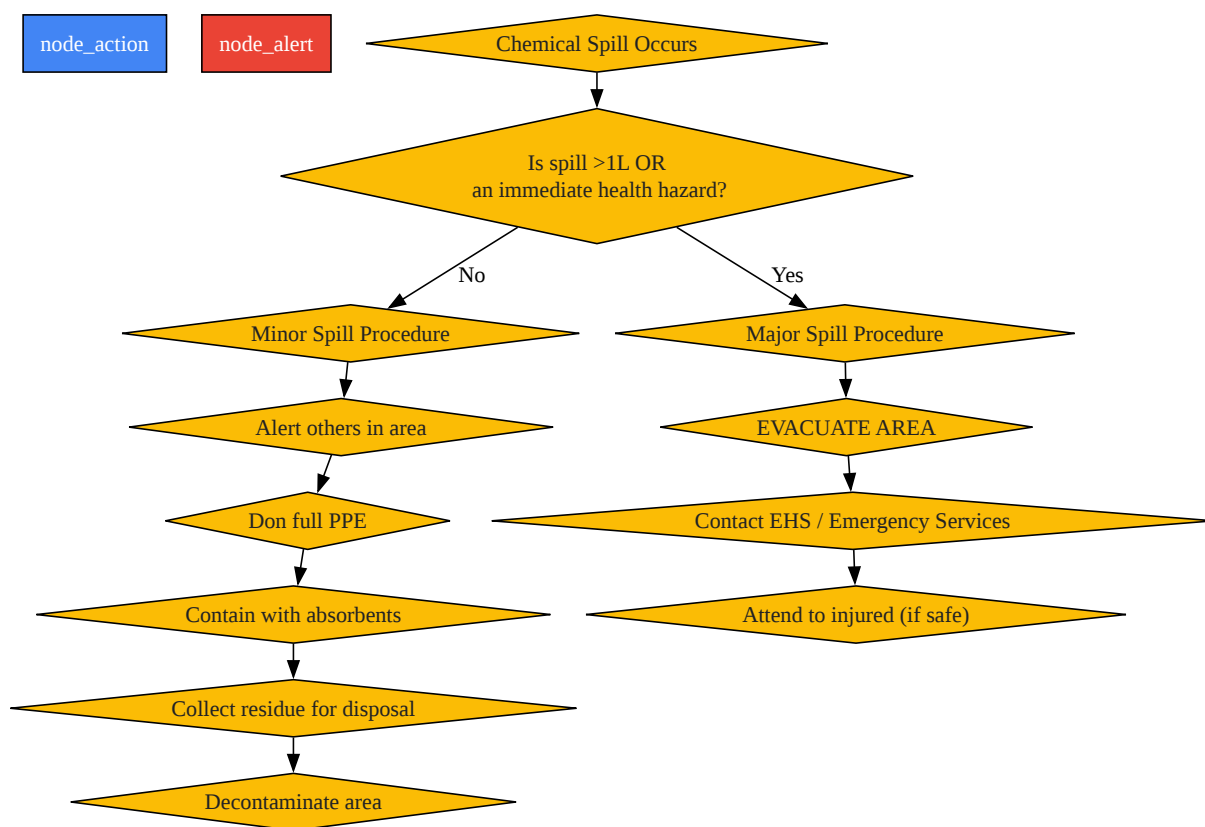 node_action
node_alert
Chemical Spill Occurs
Is spill >1L OR
an immediate health hazard?
No
Yes
Minor Spill Procedure
Major Spill Procedure
Alert others in area
EVACUATE AREA
Don full PPE
Contact EHS / Emergency Services
Contain with absorbents
Attend to injured (if safe)
Collect residue for disposal
Decontaminate area